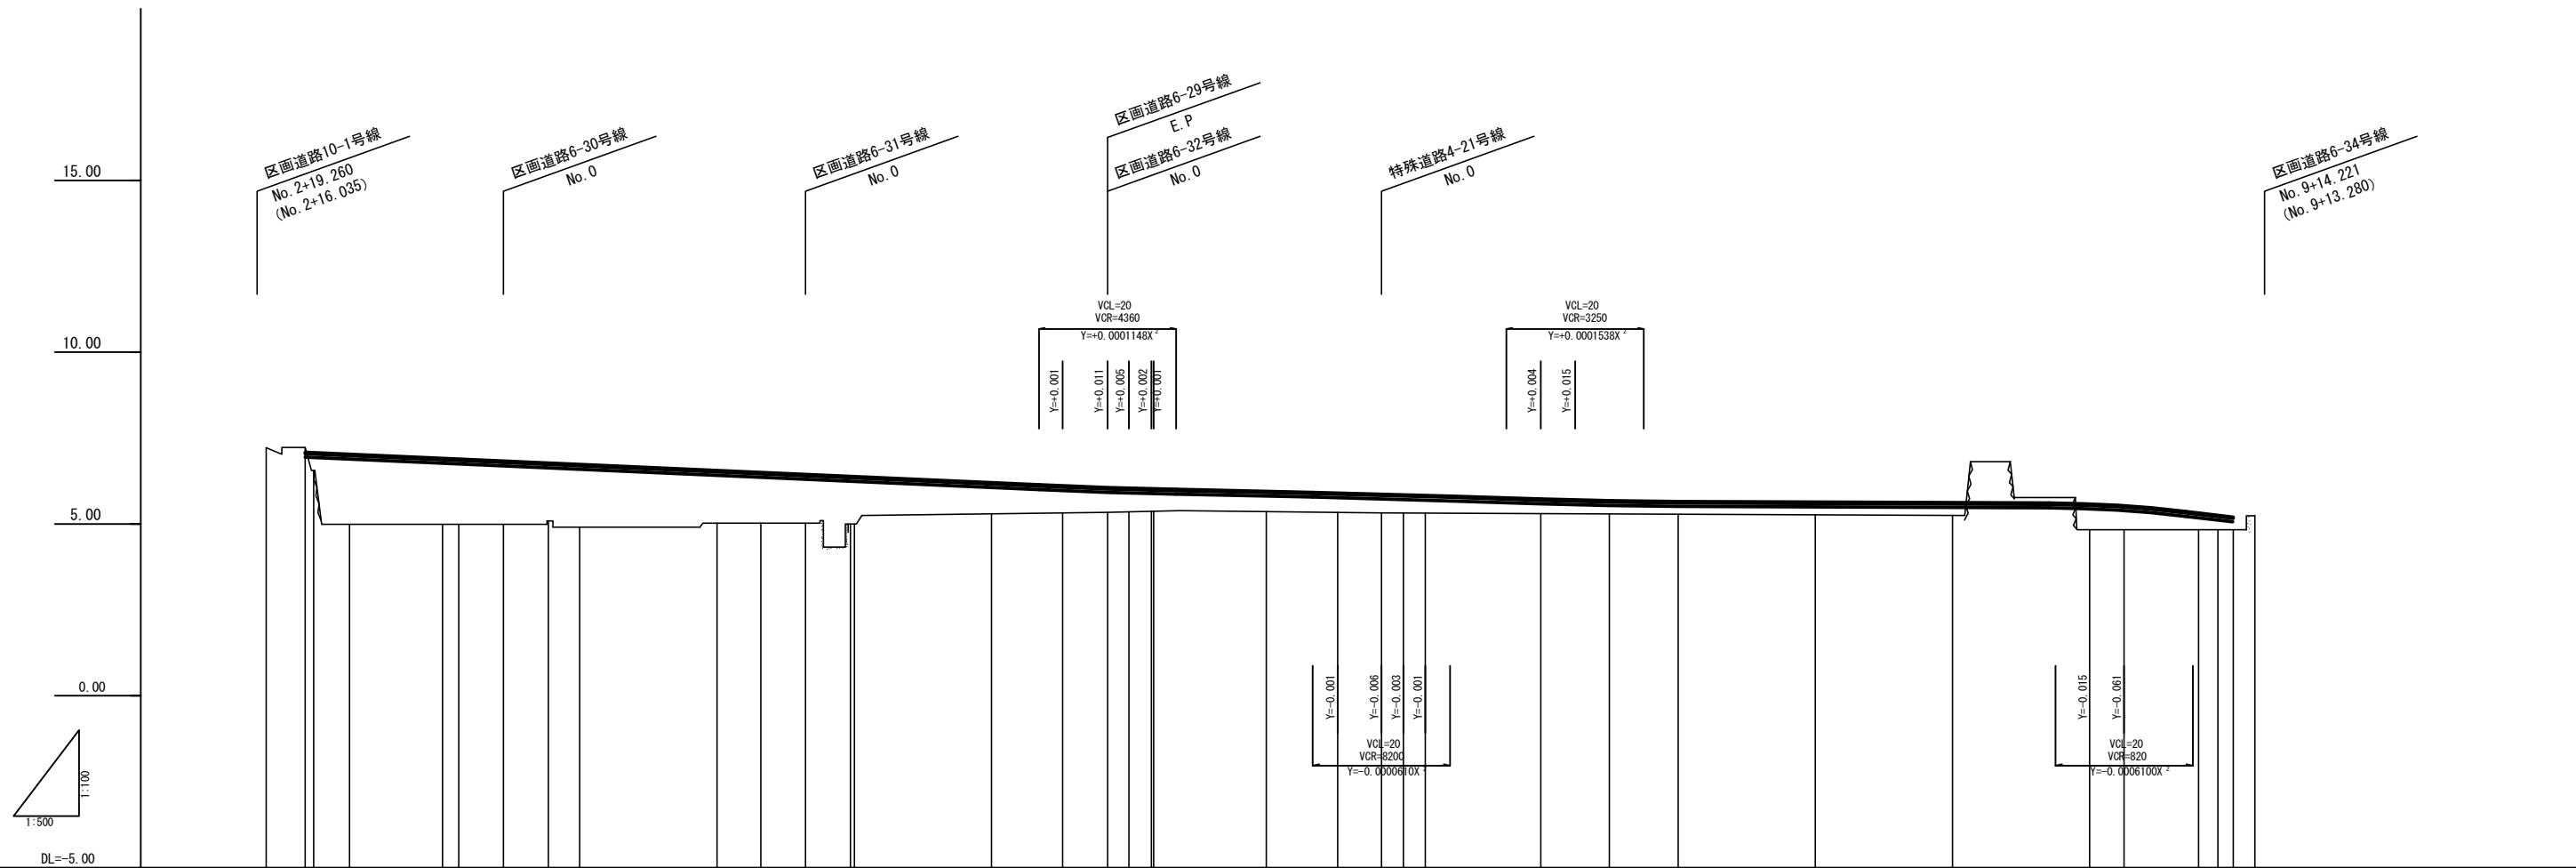 区画道路10-1号線
No.2+19.260
(No.2+16.035)
区画道路6-30号線
No.0
区画道路6-31号線
No.0
区画道路6-29号線
E.P
区画道路6-32号線
No.0
特殊道路4-21号線
No.0
区画道路6-34号線
No.9+14.221
(No.9+13.280)
15.00
10.00
5.00
0.00
DL=-5.00
VCL=20
VCR=4360
Y=+0.0001148X²
Y=+0.001
Y=+0.011
Y=+0.005
Y=+0.002
Y=+0.001
VCL=20
VCR=3250
Y=+0.0001538X²
Y=+0.004
Y=+0.015
Y=-0.001
Y=-0.006
Y=-0.003
Y=-0.001
VCL=20
VCR=8200
Y=-0.0000610X²
Y=-0.015
Y=-0.061
VCL=20
VCR=820
Y=-0.0006100X²
1:100
1:500